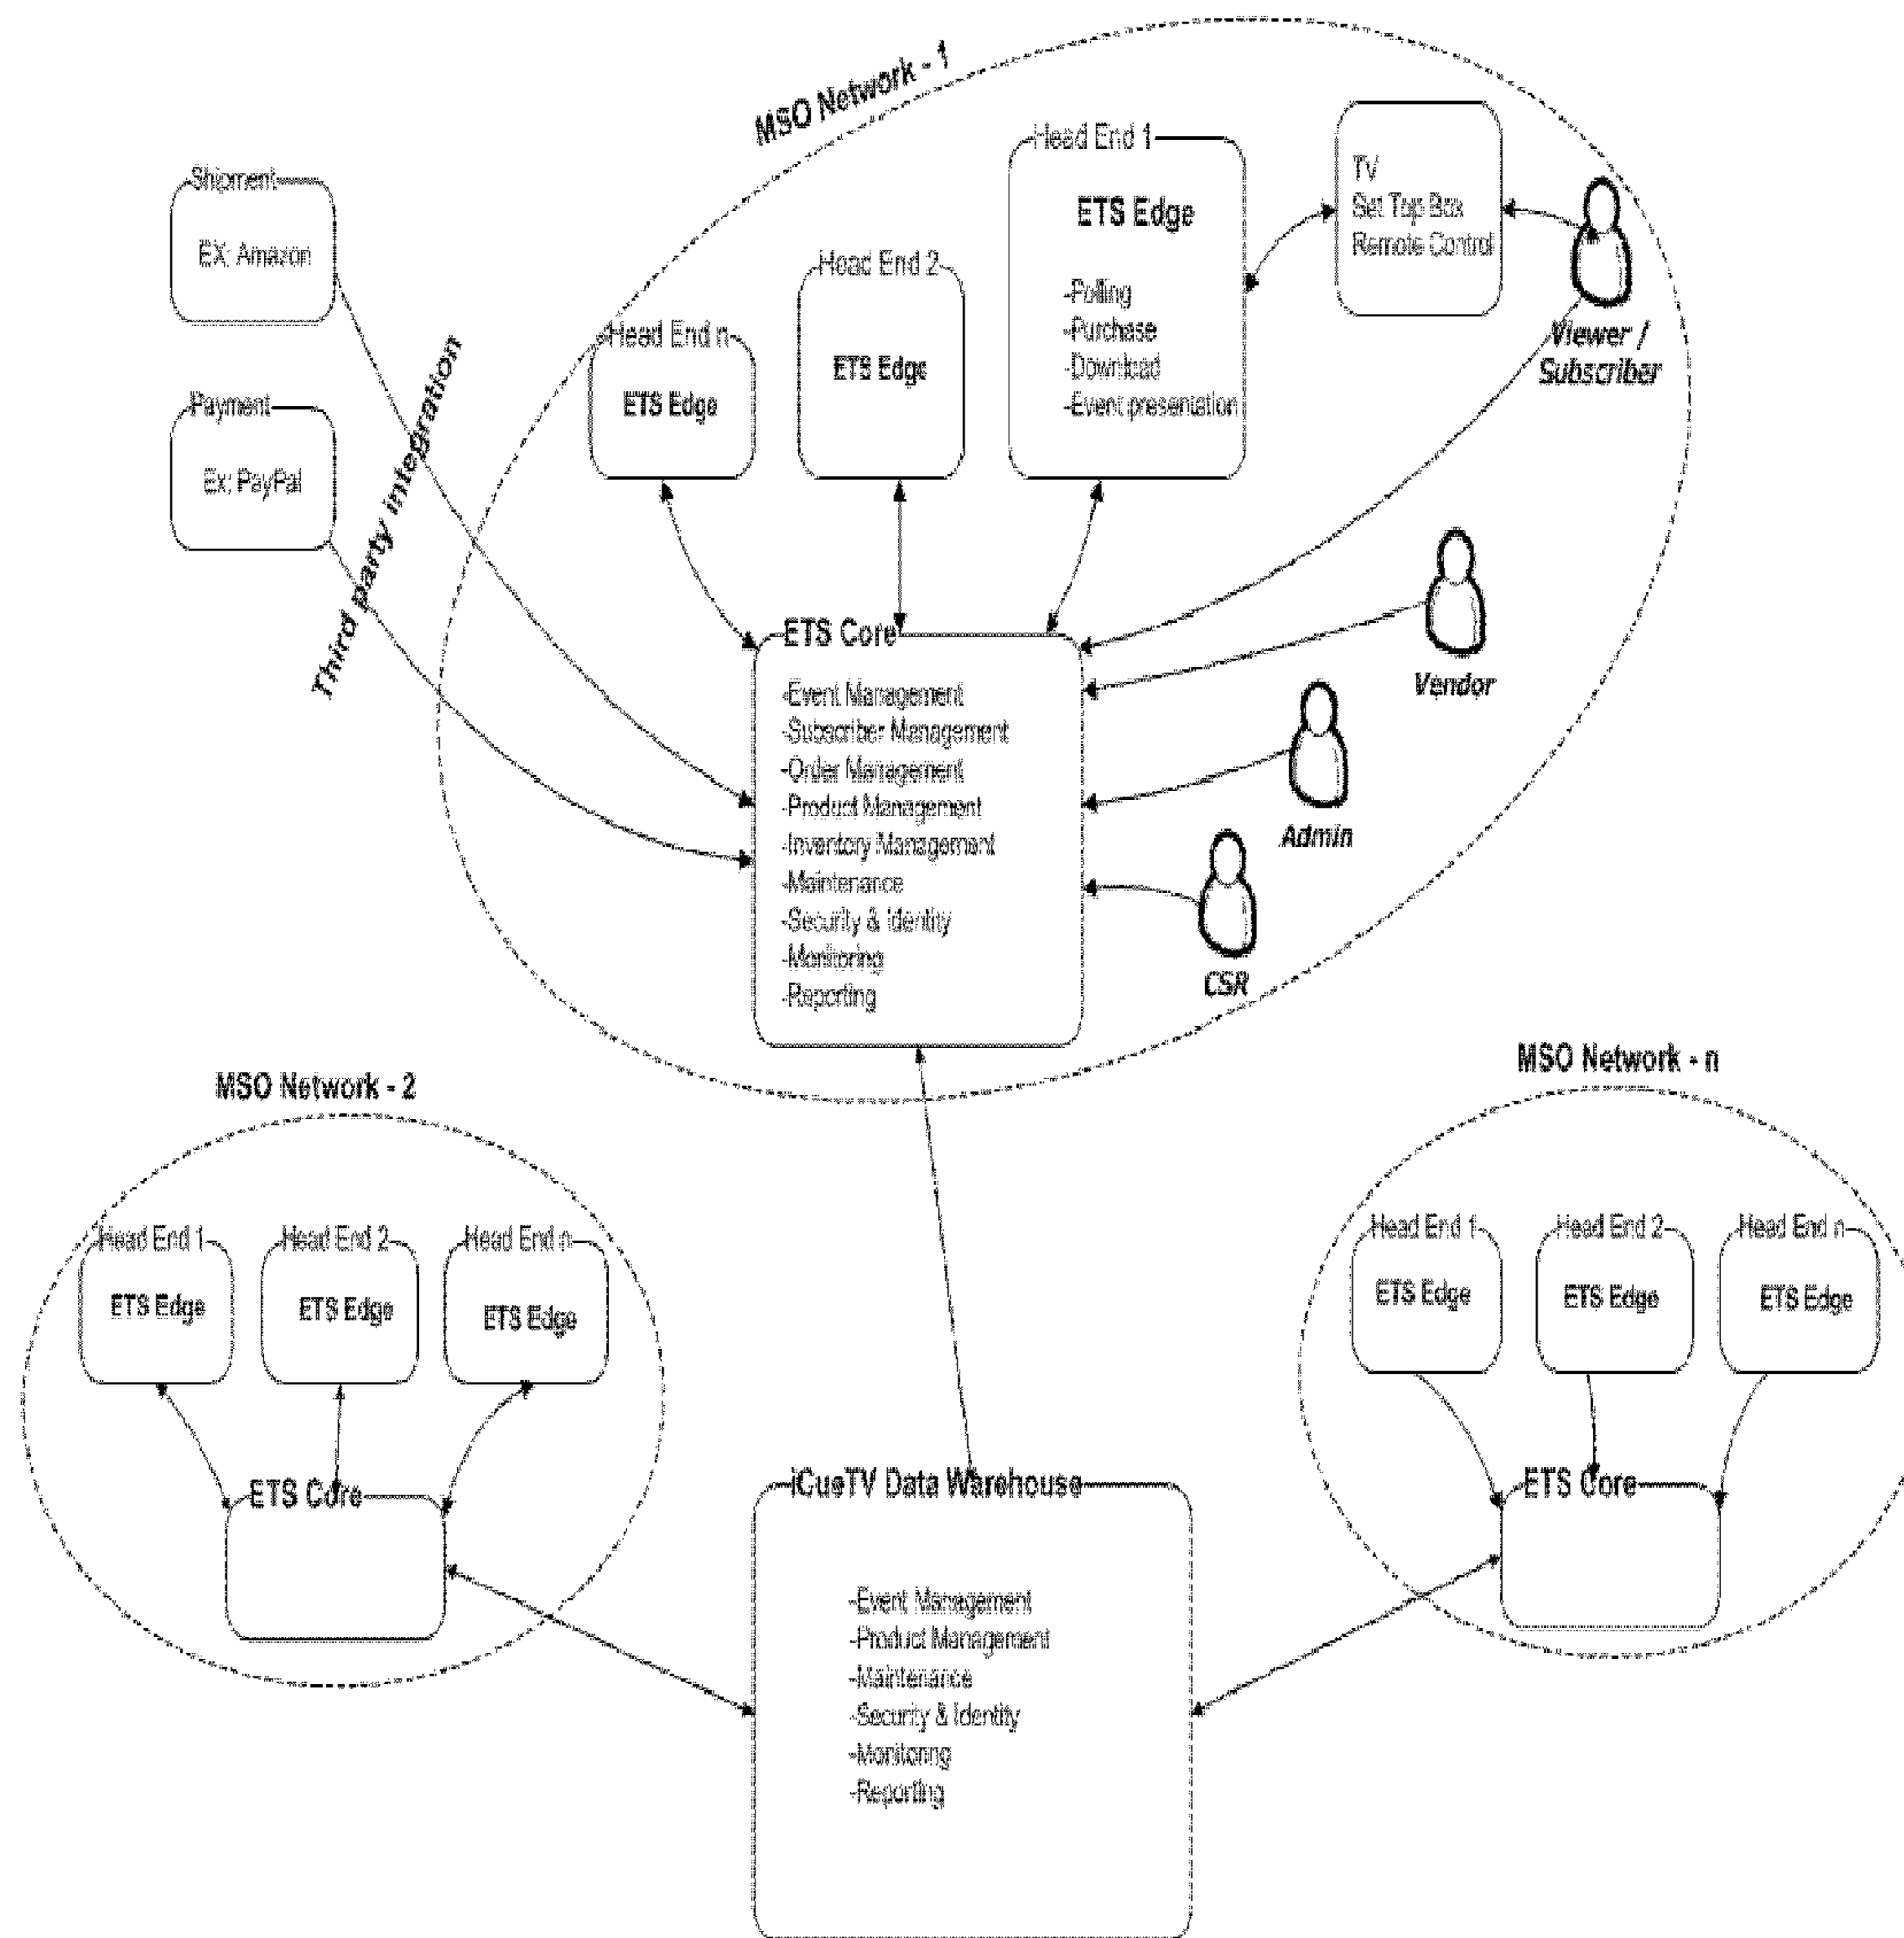 MSO Network - 1
Shipment
EX: Amazon
Payment
Ex: PayPal
Third party integration
Head End n
ETS Edge
Head End 2
ETS Edge
Head End 1
ETS Edge
-Polling
-Purchase
-Download
-Event presentation
TV
Set Top Box
Remote Control
Viewer /
Subscriber
Vendor
Admin
CSR
ETS Core
-Event Management
-Subscriber Management
-Order Management
-Product Management
-Inventory Management
-Maintenance
-Security & Identity
-Monitoring
-Reporting
MSO Network - 2
Head End 1
ETS Edge
Head End 2
ETS Edge
Head End n
ETS Edge
ETS Core
MSO Network - n
Head End 1
ETS Edge
Head End 2
ETS Edge
Head End n
ETS Edge
ETS Core
iCueTV Data Warehouse
-Event Management
-Product Management
-Maintenance
-Security & Identity
-Monitoring
-Reporting